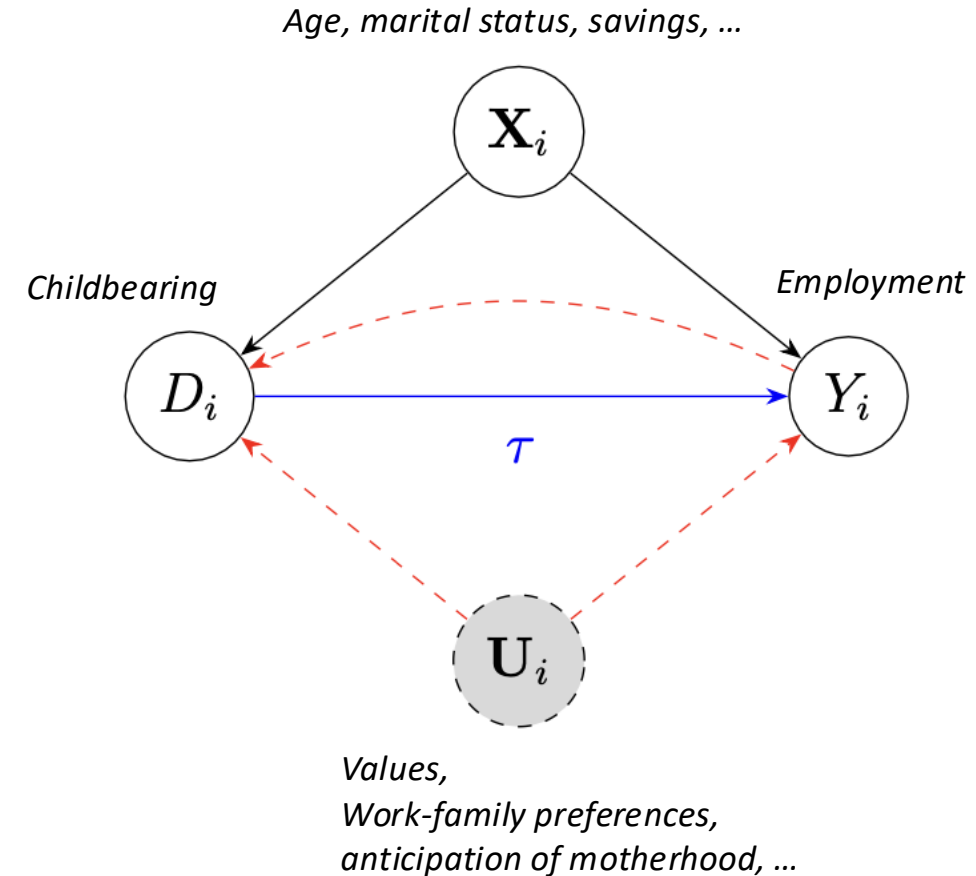 Age, marital status, savings, …
𝐗ᵢ
Childbearing
Employment
Dᵢ
Yᵢ
τ
𝐔ᵢ
Values,
Work-family preferences,
anticipation of motherhood, …